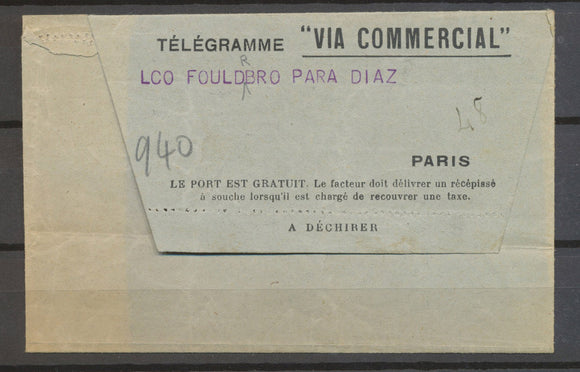 TÉLÉGRAMME "VIA COMMERCIAL"
R
LCO FOULDBRO PARA DIAZ
48
940
PARIS
LE PORT EST GRATUIT. Le facteur doit délivrer un récépissé
à souche lorsqu'il est chargé de recouvrer une taxe.
A DÉCHIRER